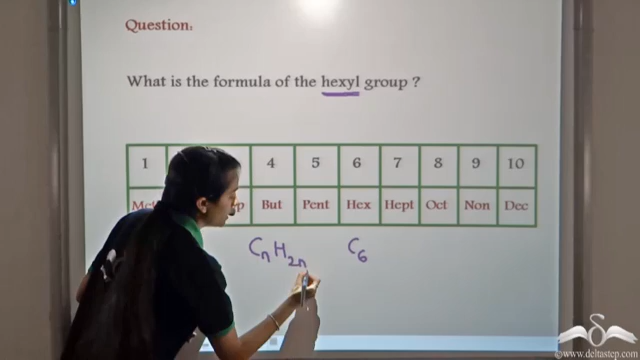 Question:
What is the formula of the hexyl group ?
1 4 5 6 7 8 9 10
But Pent Hex Hept Oct Non Dec
CnH2n C6
©www.deltastep.com